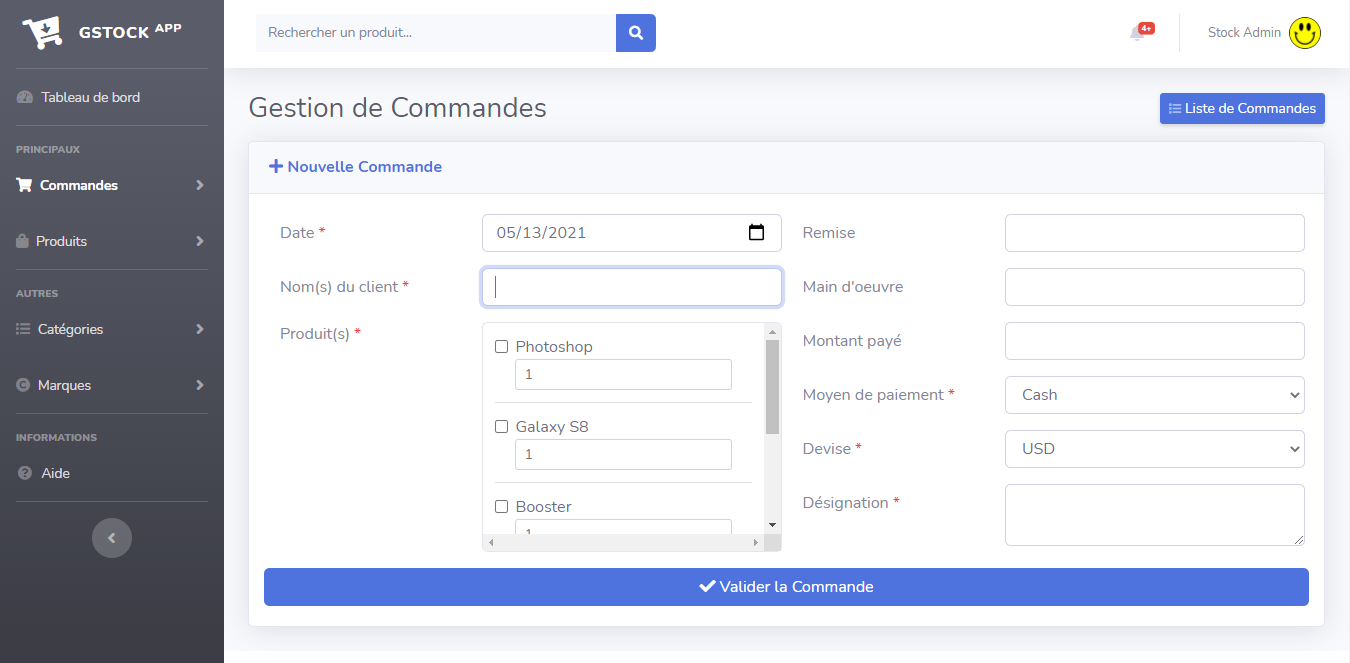 GSTOCK APP
Rechercher un produit...
4+
Stock Admin
Tableau de bord
PRINCIPAUX
Commandes
Produits
AUTRES
Catégories
Marques
INFORMATIONS
Aide
Gestion de Commandes
Liste de Commandes
Nouvelle Commande
Date *
05/13/2021
Nom(s) du client *
Produit(s) *
Photoshop
1
Galaxy S8
1
Booster
1
Remise
Main d'oeuvre
Montant payé
Moyen de paiement *
Cash
Devise *
USD
Désignation *
Valider la Commande